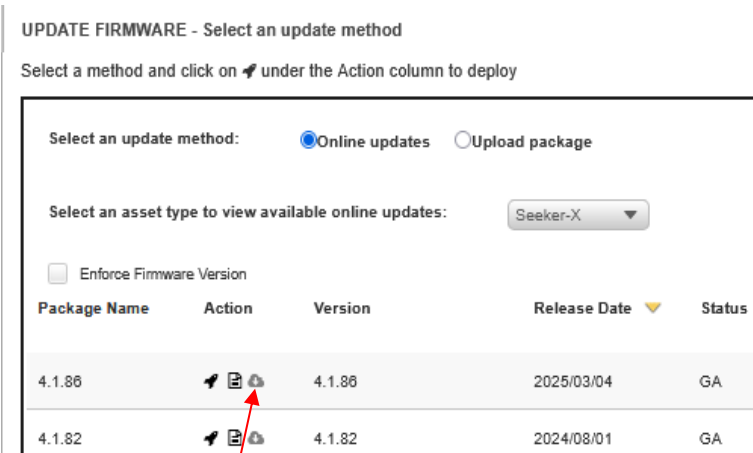 UPDATE FIRMWARE - Select an update method
Select a method and click on under the Action column to deploy
Select an update method: Online updates Upload package
Select an asset type to view available online updates: Seeker-X
Enforce Firmware Version
Package Name Action Version Release Date Status
4.1.86 4.1.86 2025/03/04 GA
4.1.82 4.1.82 2024/08/01 GA